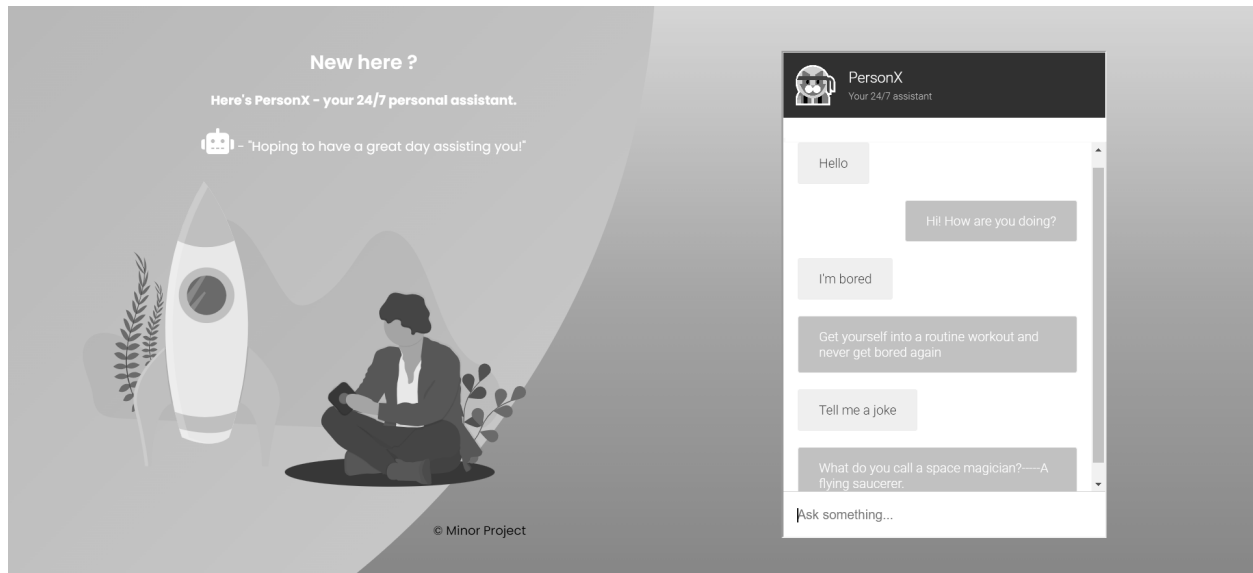 New here ?
Here's PersonX - your 24/7 personal assistant.
- "Hoping to have a great day assisting you!"
© Minor Project
PersonX
Your 24/7 assistant
Hello
Hi! How are you doing?
I'm bored
Get yourself into a routine workout and
never get bored again
Tell me a joke
What do you call a space magician?—–A
flying saucerer.
Ask something...